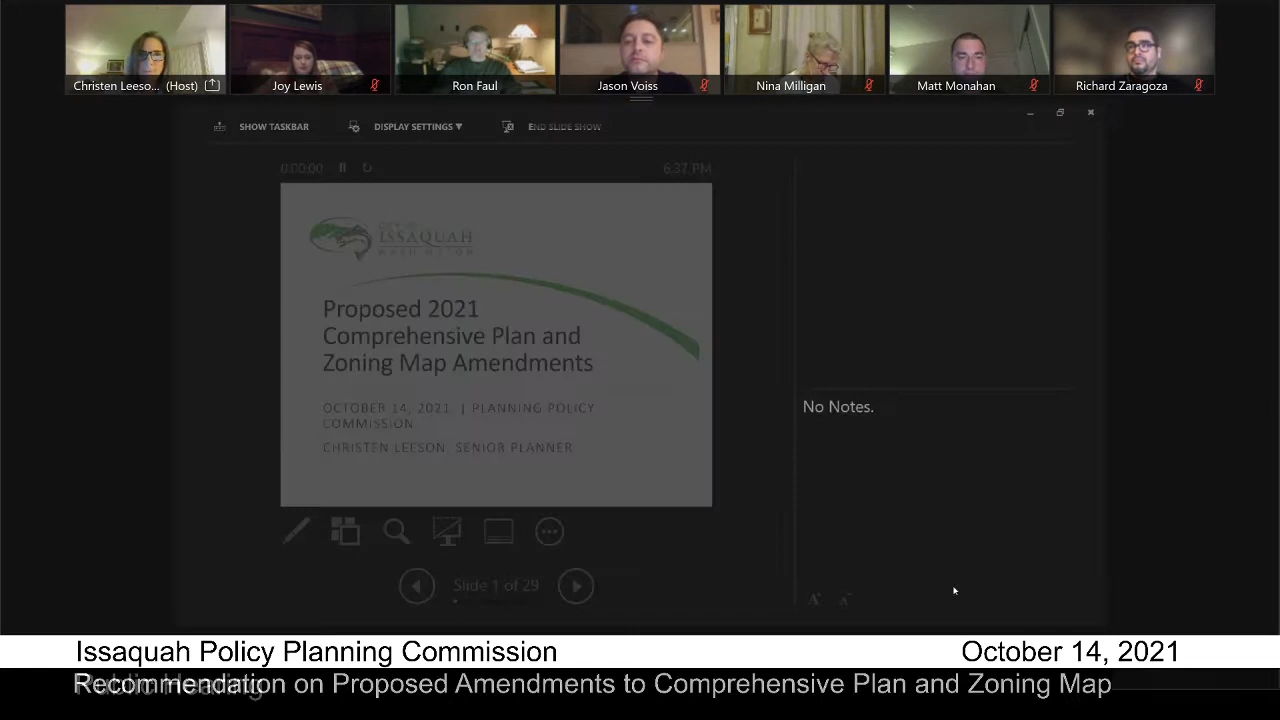 Christen Leeso... (Host)
Joy Lewis
Ron Faul
Jason Voiss
Nina Milligan
Matt Monahan
Richard Zaragoza
SHOW TASKBAR
DISPLAY SETTINGS ▼
END SLIDE SHOW
0:00:00
6:37 PM
ISSAQUAH
WASHINGTON
Proposed 2021
Comprehensive Plan and
Zoning Map Amendments
OCTOBER 14, 2021 | PLANNING POLICY
COMMISSION
CHRISTEN LEESON, SENIOR PLANNER
No Notes.
Slide 1 of 29
Issaquah Policy Planning Commission
October 14, 2021
Public Hearing
Recommendation on Proposed Amendments to Comprehensive Plan and Zoning Map